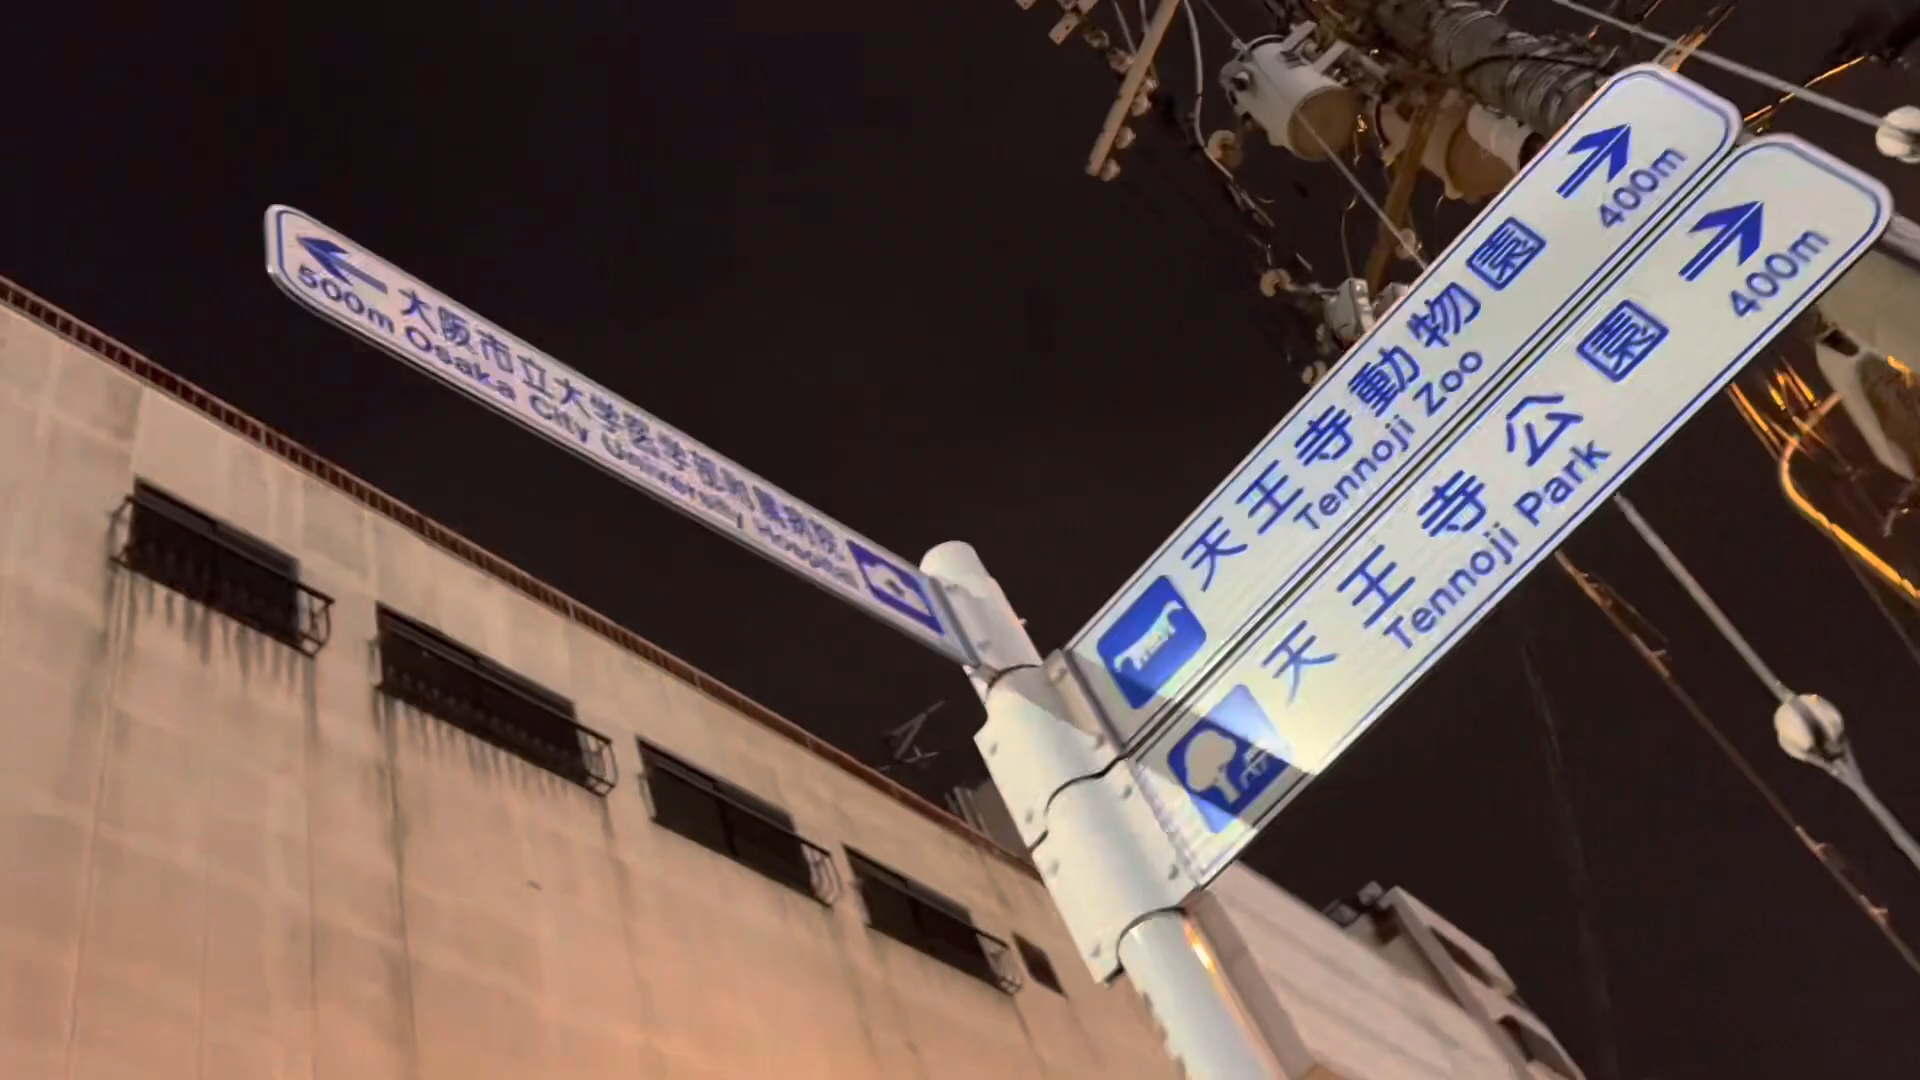 大阪市立大学医学部附属病院
500m Osaka City University Hospital
天王寺動物園
Tennoji Zoo
400m
天王寺公園
Tennoji Park
400m